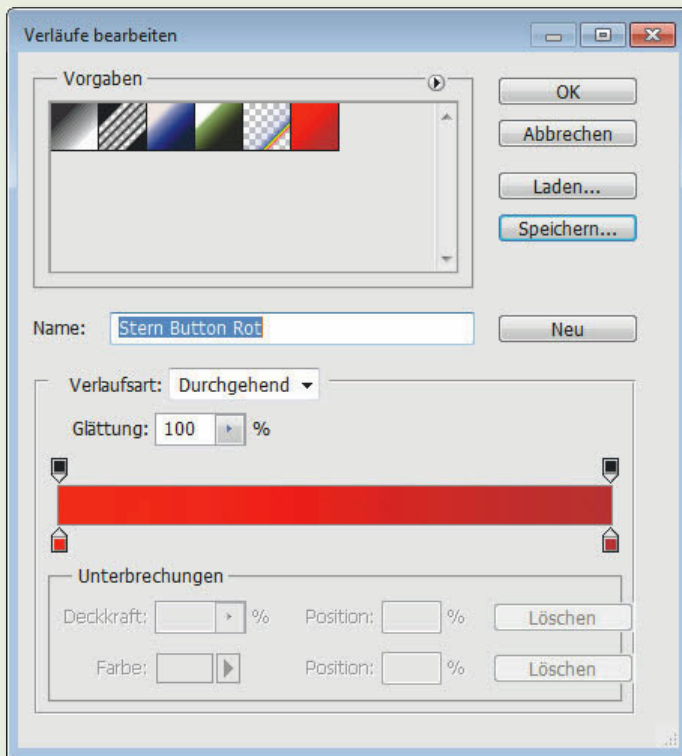 Verläufe bearbeiten
Vorgaben
OK
Abbrechen
Laden...
Speichern...
Name: Stern Button Rot Neu
Verlaufsart: Durchgehend
Glättung: 100 %
Unterbrechungen
Deckkraft: % Position: % Löschen
Farbe: Position: % Löschen